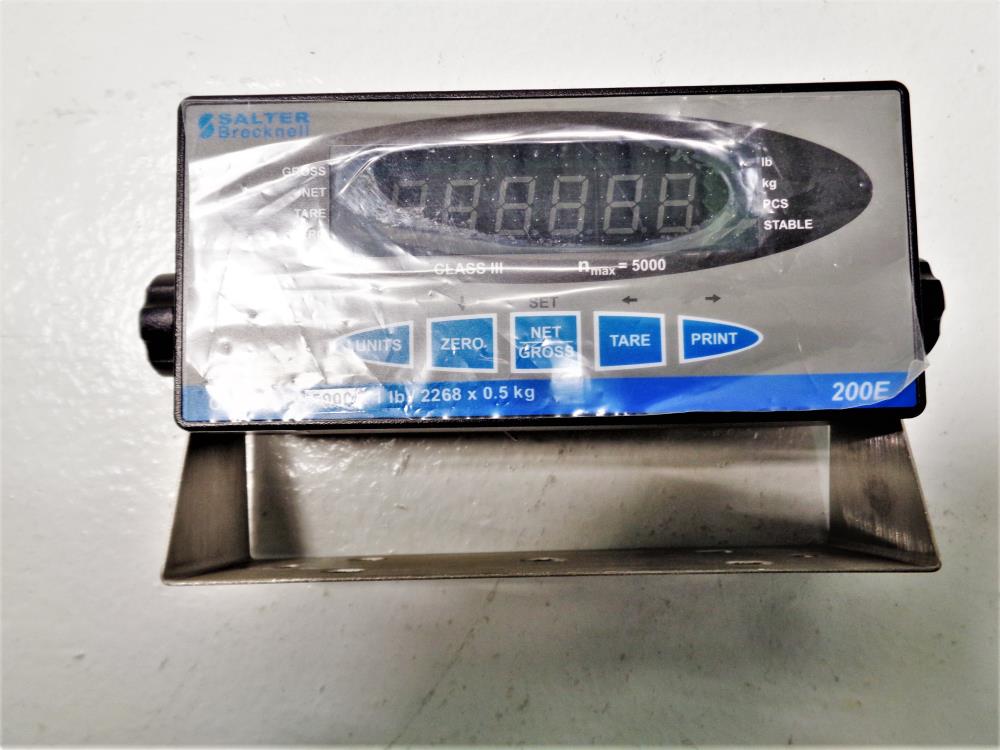 SALTER
Brecknell
GROSS
NET
TARE
lb
kg
PCS
STABLE
CLASS III
nmax = 5000
↓ SET ← →
UNITS
ZERO
NET
GROSS
TARE
PRINT
lb 2268 x 0.5 kg
200E